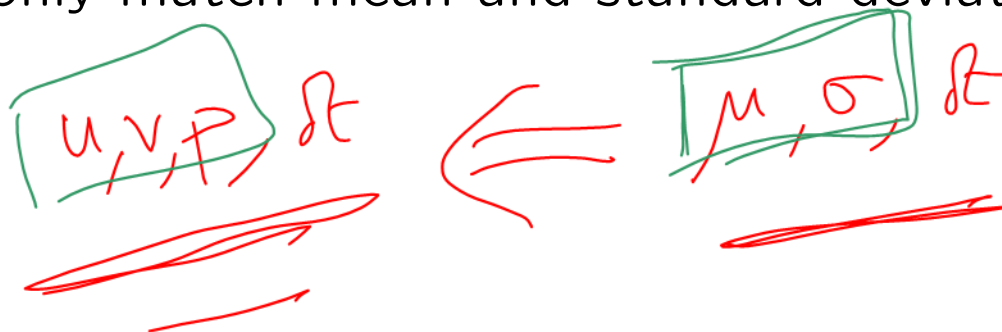 only match mean and standard deviat
u, v, p, δt ⇐ μ, σ, δt